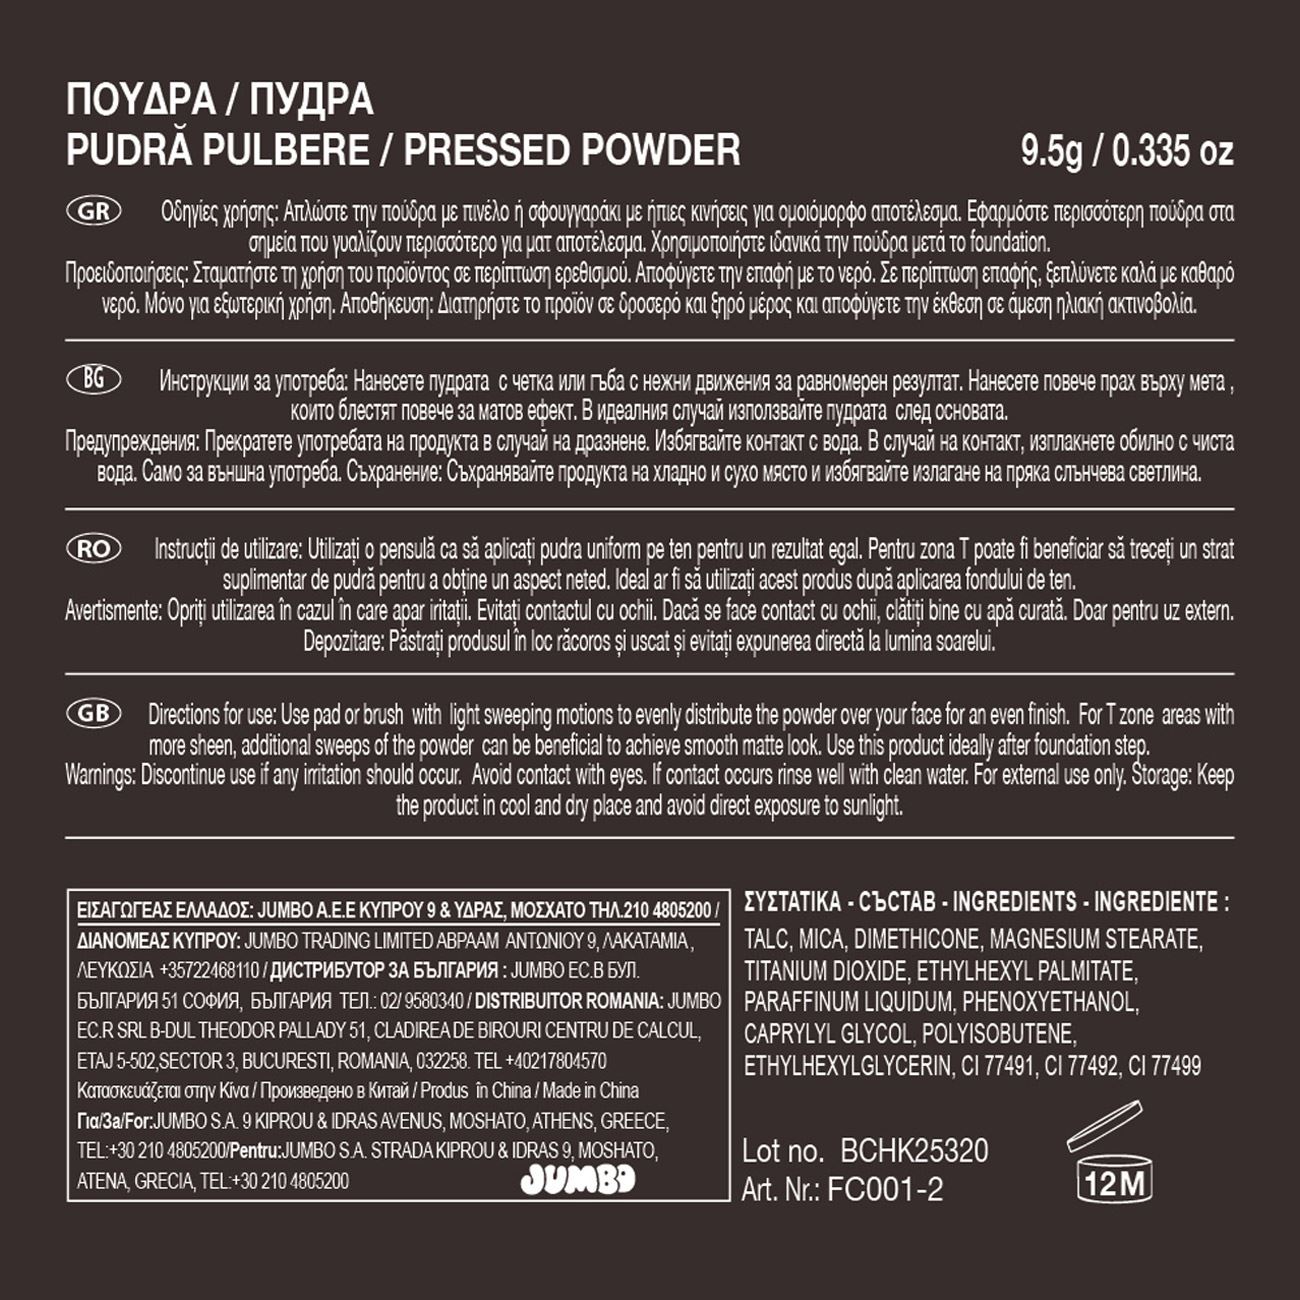 ΠΟΥΔΡΑ / ПУДРА
PUDRĂ PULBERE / PRESSED POWDER 9.5g / 0.335 oz
GR Οδηγίες χρήσης: Απλώστε την πούδρα με πινέλο ή σφουγγαράκι με ήπιες κινήσεις για ομοιόμορφο αποτέλεσμα. Εφαρμόστε περισσότερη πούδρα στα
σημεία που γυαλίζουν περισσότερο για ματ αποτέλεσμα. Χρησιμοποιήστε ιδανικά την πούδρα μετά το foundation.
Προειδοποιήσεις: Σταματήστε τη χρήση του προϊόντος σε περίπτωση ερεθισμού. Αποφύγετε την επαφή με το νερό. Σε περίπτωση επαφής, ξεπλύνετε καλά με καθαρό
νερό. Μόνο για εξωτερική χρήση. Αποθήκευση: Διατηρήστε το προϊόν σε δροσερό και ξηρό μέρος και αποφύγετε την έκθεση σε άμεση ηλιακή ακτινοβολία.
BG Инструкции за употреба: Нанесете пудрата с четка или гъба с нежни движения за равномерен резултат. Нанесете повече прах върху мета ,
които блестят повече за матов ефект. В идеалния случай използвайте пудрата след основата.
Предупреждения: Прекратете употребата на продукта в случай на дразнене. Избягвайте контакт с вода. В случай на контакт, изплакнете обилно с чиста
вода. Само за външна употреба. Съхранение: Съхранявайте продукта на хладно и сухо място и избягвайте излагане на пряка слънчева светлина.
RO Instrucții de utilizare: Utilizați o pensulă ca să aplicați pudra uniform pe ten pentru un rezultat egal. Pentru zona T poate fi beneficiar să treceți un strat
suplimentar de pudră pentru a obține un aspect neted. Ideal ar fi să utilizați acest produs după aplicarea fondului de ten.
Avertismente: Opriți utilizarea în cazul în care apar iritații. Evitați contactul cu ochii. Dacă se face contact cu ochii, clătiți bine cu apă curată. Doar pentru uz extern.
Depozitare: Păstrați produsul în loc răcoros și uscat și evitați expunerea directă la lumina soarelui.
GB Directions for use: Use pad or brush with light sweeping motions to evenly distribute the powder over your face for an even finish. For T zone areas with
more sheen, additional sweeps of the powder can be beneficial to achieve smooth matte look. Use this product ideally after foundation step.
Warnings: Discontinue use if any irritation should occur. Avoid contact with eyes. If contact occurs rinse well with clean water. For external use only. Storage: Keep
the product in cool and dry place and avoid direct exposure to sunlight.
ΕΙΣΑΓΩΓΕΑΣ ΕΛΛΑΔΟΣ: JUMBO Α.Ε.Ε ΚΥΠΡΟΥ 9 & ΥΔΡΑΣ, ΜΟΣΧΑΤΟ ΤΗΛ.210 4805200 /
ΔΙΑΝΟΜΕΑΣ ΚΥΠΡΟΥ: JUMBO TRADING LIMITED ΑΒΡΑΑΜ ΑΝΤΩΝΙΟΥ 9, ΛΑΚΑΤΑΜΙΑ ,
ΛΕΥΚΩΣΙΑ +35722468110 / ДИСТРИБУТОР ЗА БЪЛГАРИЯ : JUMBO EC.B БУЛ.
БЪЛГАРИЯ 51 СОФИЯ, БЪЛГАРИЯ ТЕЛ.: 02/ 9580340 / DISTRIBUITOR ROMANIA: JUMBO
EC.R SRL B-DUL THEODOR PALLADY 51, CLADIREA DE BIROURI CENTRU DE CALCUL,
ETAJ 5-502,SECTOR 3, BUCURESTI, ROMANIA, 032258. TEL +40217804570
Κατασκευάζεται στην Κίνα / Произведено в Китай / Produs în China / Made in China
Για/За/For:JUMBO S.A. 9 KIPROU & IDRAS AVENUS, MOSHATO, ATHENS, GREECE,
TEL:+30 210 4805200/Pentru:JUMBO S.A. STRADA KIPROU & IDRAS 9, MOSHATO,
ATENA, GRECIA, TEL:+30 210 4805200
JUMBO
ΣΥΣΤΑΤΙΚΑ - СЪСТАВ - INGREDIENTS - INGREDIENTE :
TALC, MICA, DIMETHICONE, MAGNESIUM STEARATE,
TITANIUM DIOXIDE, ETHYLHEXYL PALMITATE,
PARAFFINUM LIQUIDUM, PHENOXYETHANOL,
CAPRYLYL GLYCOL, POLYISOBUTENE,
ETHYLHEXYLGLYCERIN, CI 77491, CI 77492, CI 77499
Lot no. BCHK25320
Art. Nr.: FC001-2
12M